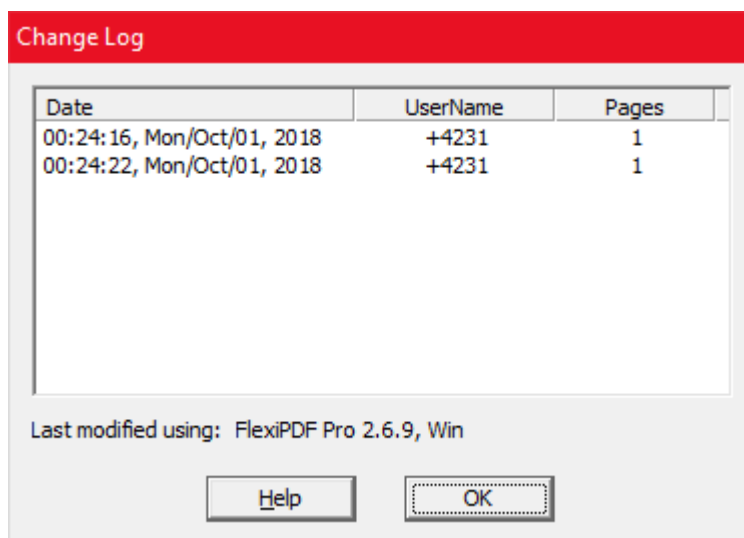 Change Log
Date UserName Pages
00:24:16, Mon/Oct/01, 2018 +4231 1
00:24:22, Mon/Oct/01, 2018 +4231 1
Last modified using: FlexiPDF Pro 2.6.9, Win
Help OK